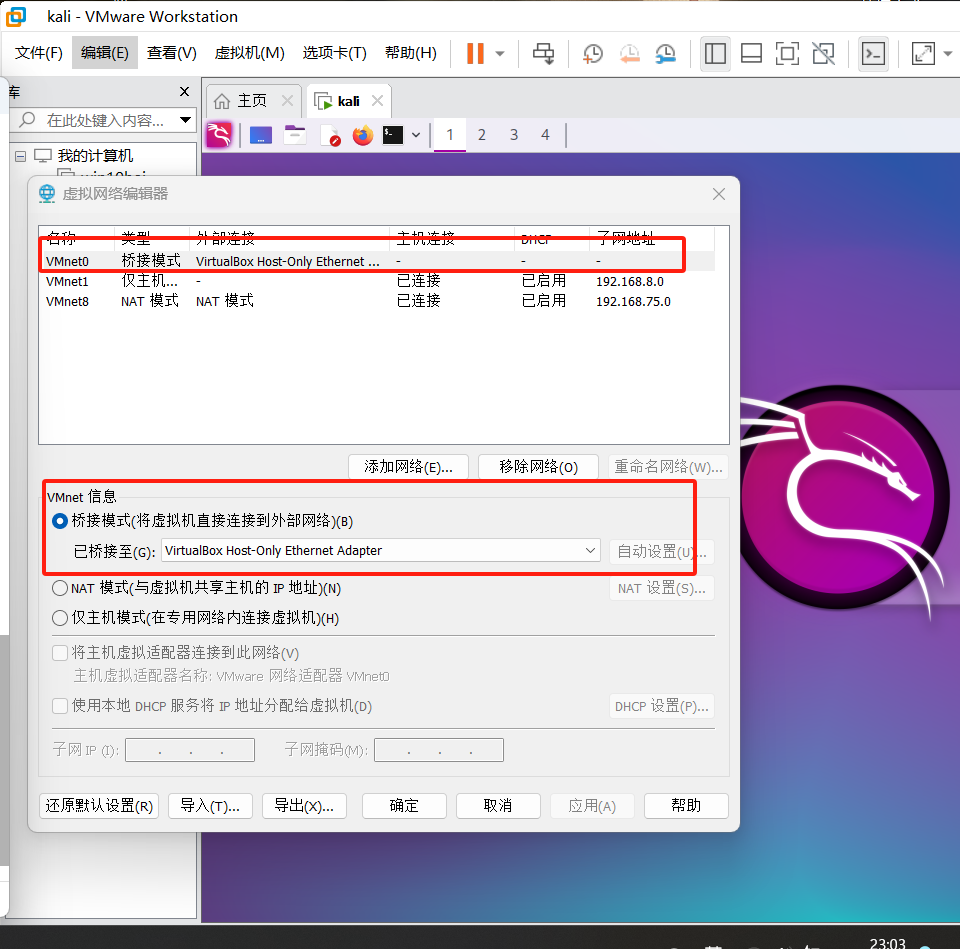 kali - VMware Workstation
文件(F) 编辑(E) 查看(V) 虚拟机(M) 选项卡(T) 帮助(H)
库
主页 kali
在此处键入内容...
1 2 3 4
我的计算机
虚拟网络编辑器
名称 类型 外部连接 主机连接 DHCP 子网地址
VMnet0 桥接模式 VirtualBox Host-Only Ethernet ... - - -
VMnet1 仅主机... - 已连接 已启用 192.168.8.0
VMnet8 NAT 模式 NAT 模式 已连接 已启用 192.168.75.0
添加网络(E)... 移除网络(O) 重命名网络(W)...
VMnet 信息
桥接模式(将虚拟机直接连接到外部网络)(B)
已桥接至(G): VirtualBox Host-Only Ethernet Adapter 自动设置(U)...
NAT 模式(与虚拟机共享主机的 IP 地址)(N) NAT 设置(S)...
仅主机模式(在专用网络内连接虚拟机)(H)
将主机虚拟适配器连接到此网络(V)
主机虚拟适配器名称: VMware 网络适配器 VMnet0
使用本地 DHCP 服务将 IP 地址分配给虚拟机(D) DHCP 设置(P)...
子网 IP (I): . . . 子网掩码(M): . . .
还原默认设置(R) 导入(T)... 导出(X)... 确定 取消 应用(A) 帮助
23:03